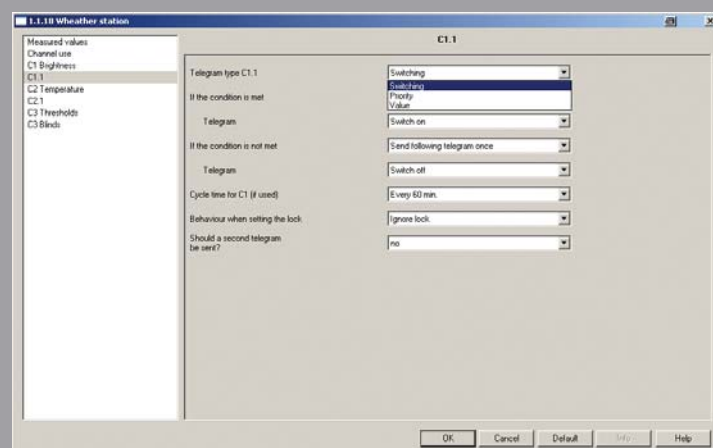 1.1.10 Wheather station
Measured values
Channel use
C1 Brightness
C1.1
C2 Temperature
C2.1
C3 Thresholds
C3 Blinds
C1.1
Telegram type C1.1
Switching
Switching
Priority
Value
If the condition is met
Telegram
Switch on
If the condition is not met
Send following telegram once
Telegram
Switch off
Cycle time for C1 (if used)
Every 60 min.
Behaviour when setting the lock
Ignore lock
Should a second telegram
be sent?
no
OK
Cancel
Default
Info
Help